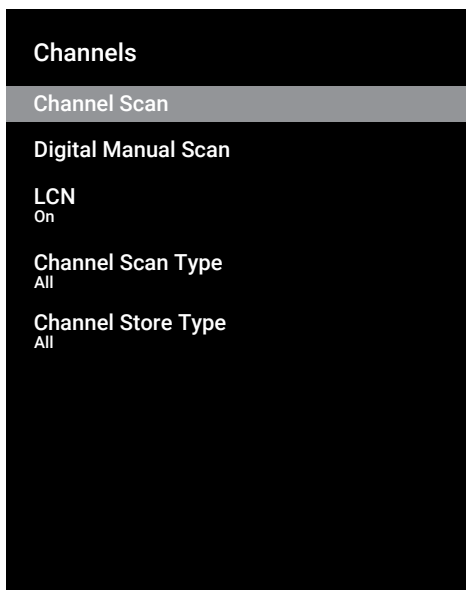 Channels
Channel Scan
Digital Manual Scan
LCN
On
Channel Scan Type
All
Channel Store Type
All